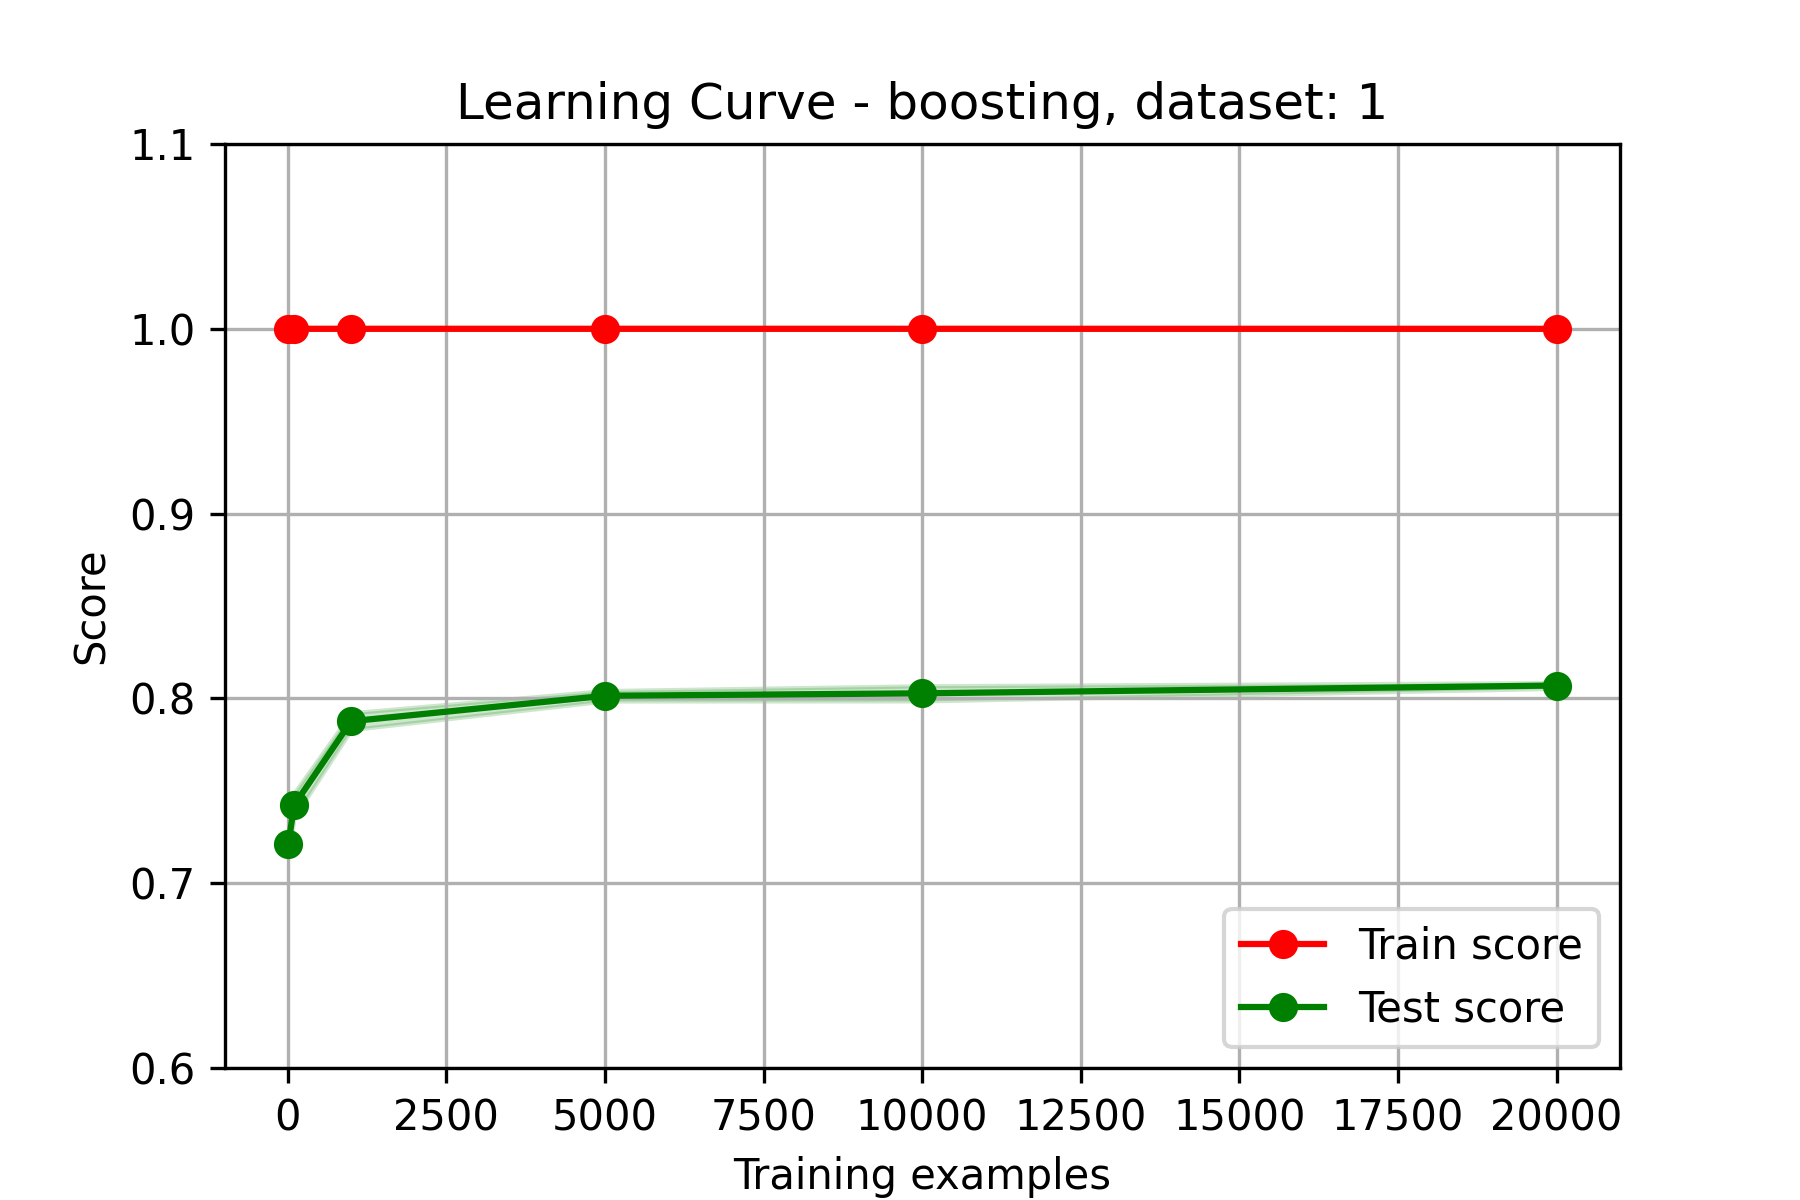 Learning Curve - boosting, dataset: 1
1.1
1.0
0.9
0.8
0.7
0.6
Score
Train score
Test score
0 2500 5000 7500 10000 12500 15000 17500 20000
Training examples